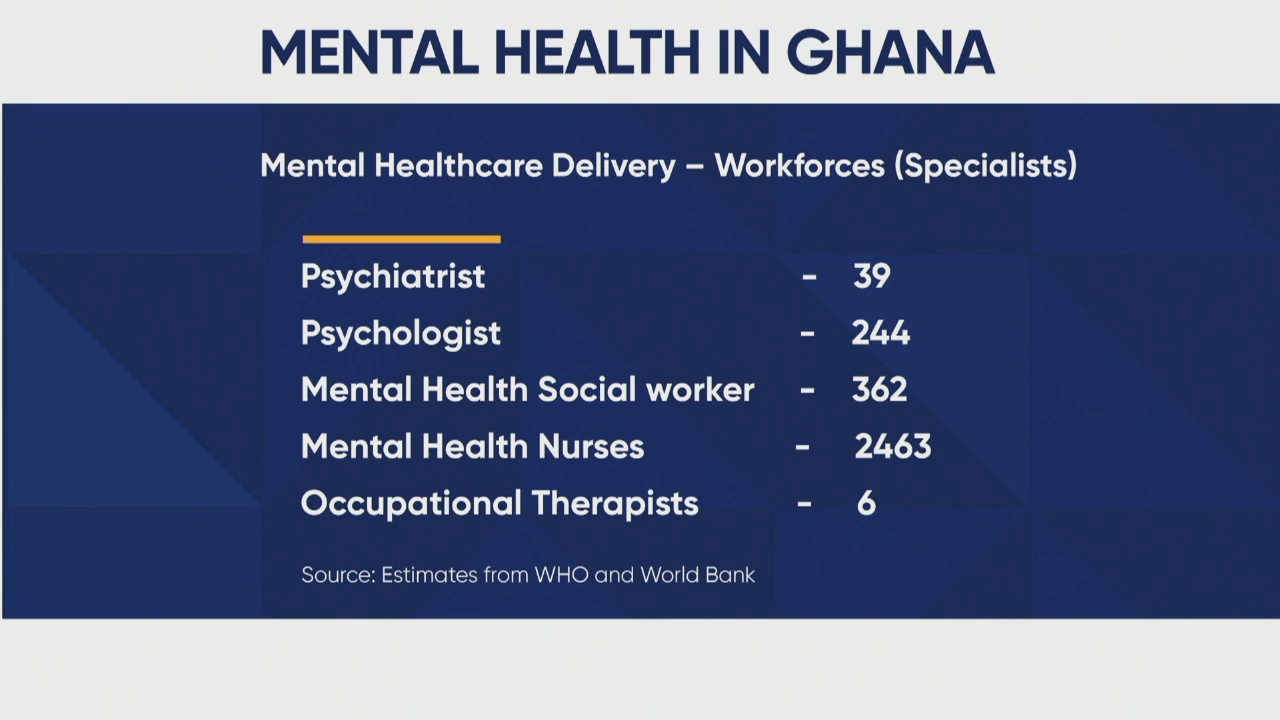 MENTAL HEALTH IN GHANA
Mental Healthcare Delivery – Workforces (Specialists)
Psychiatrist - 39
Psychologist - 244
Mental Health Social worker - 362
Mental Health Nurses - 2463
Occupational Therapists - 6
Source: Estimates from WHO and World Bank